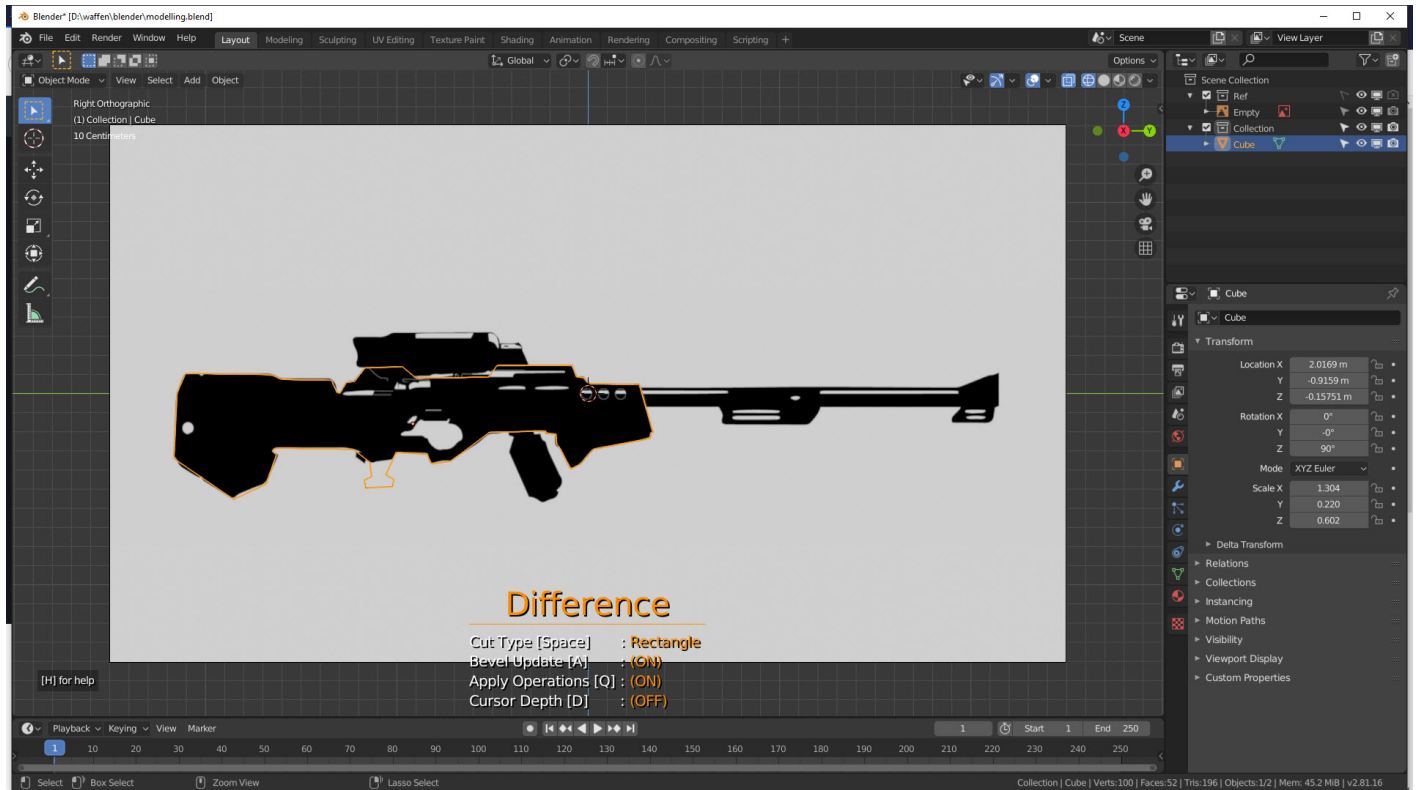 Blender* [D:\waffen\blender\modelling.blend]
File Edit Render Window Help Layout Modeling Sculpting UV Editing Texture Paint Shading Animation Rendering Compositing Scripting + Scene View Layer
Global Options
Object Mode View Select Add Object
Right Orthographic
(1) Collection | Cube
10 Centimeters
Z
X
Y
Scene Collection
Ref
Empty
Collection
Cube
Cube
Cube
Transform
Location X 2.0169 m
Y -0.9159 m
Z -0.15751 m
Rotation X 0°
Y -0°
Z 90°
Mode XYZ Euler
Scale X 1.304
Y 0.220
Z 0.602
Delta Transform
Relations
Collections
Instancing
Motion Paths
Visibility
Viewport Display
Custom Properties
Difference
Cut Type [Space] : Rectangle
Bevel Update [A] : (ON)
Apply Operations [Q] : (ON)
Cursor Depth [D] : (OFF)
[H] for help
Playback Keying View Marker 1 Start 1 End 250
1 10 20 30 40 50 60 70 80 90 100 110 120 130 140 150 160 170 180 190 200 210 220 230 240 250
Select Box Select Zoom View Lasso Select Collection | Cube | Verts:100 | Faces:52 | Tris:196 | Objects:1/2 | Mem: 45.2 MiB | v2.81.16